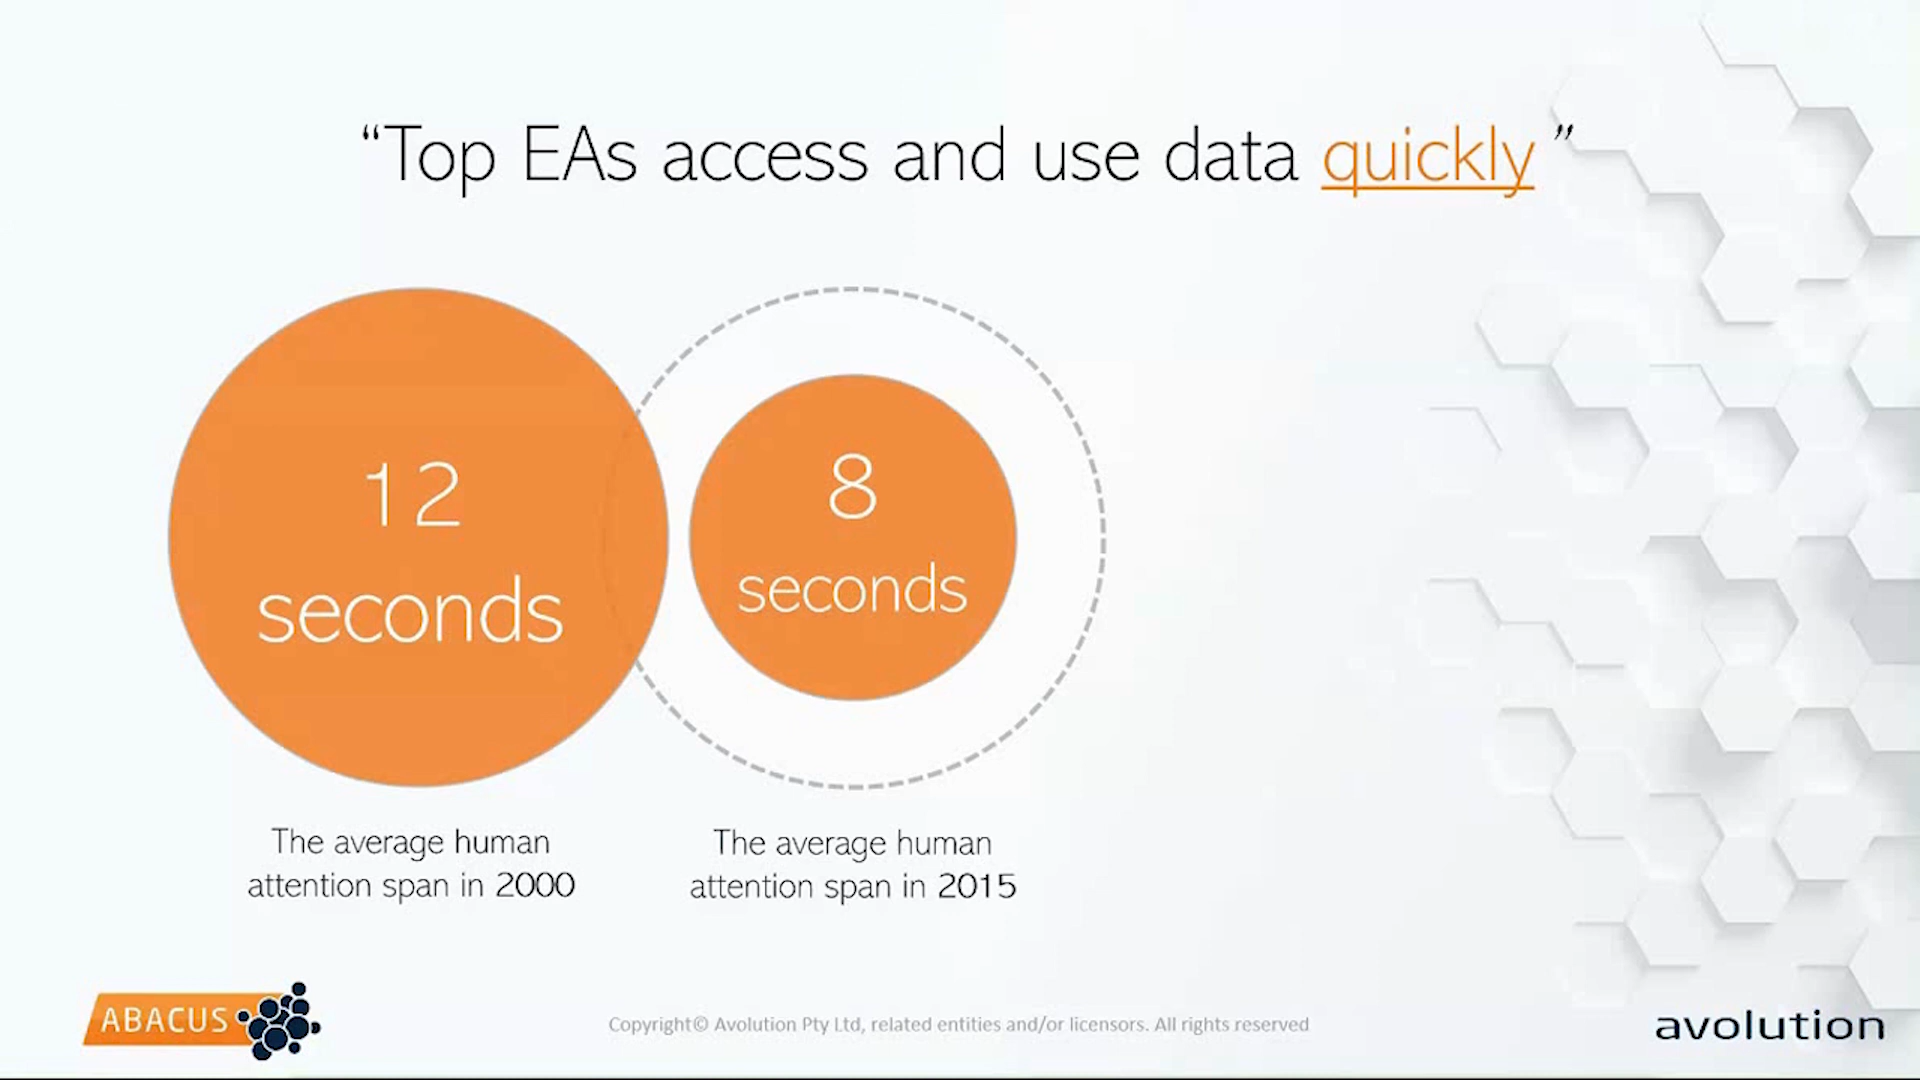 “Top EAs access and use data quickly ”
12
seconds
8
seconds
The average human
attention span in 2000
The average human
attention span in 2015
ABACUS
Copyright© Avolution Pty Ltd, related entities and/or licensors. All rights reserved
avolution